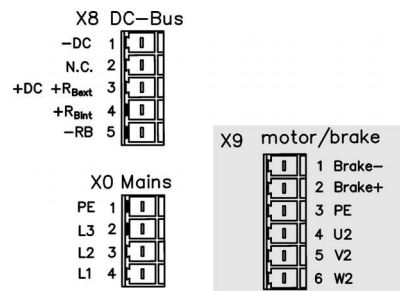 X8 DC-Bus
-DC 1
N.C. 2
+DC +RBext 3
+RBint 4
-RB 5
X0 Mains
PE 1
L3 2
L2 3
L1 4
X9 motor/brake
1 Brake-
2 Brake+
3 PE
4 U2
5 V2
6 W2